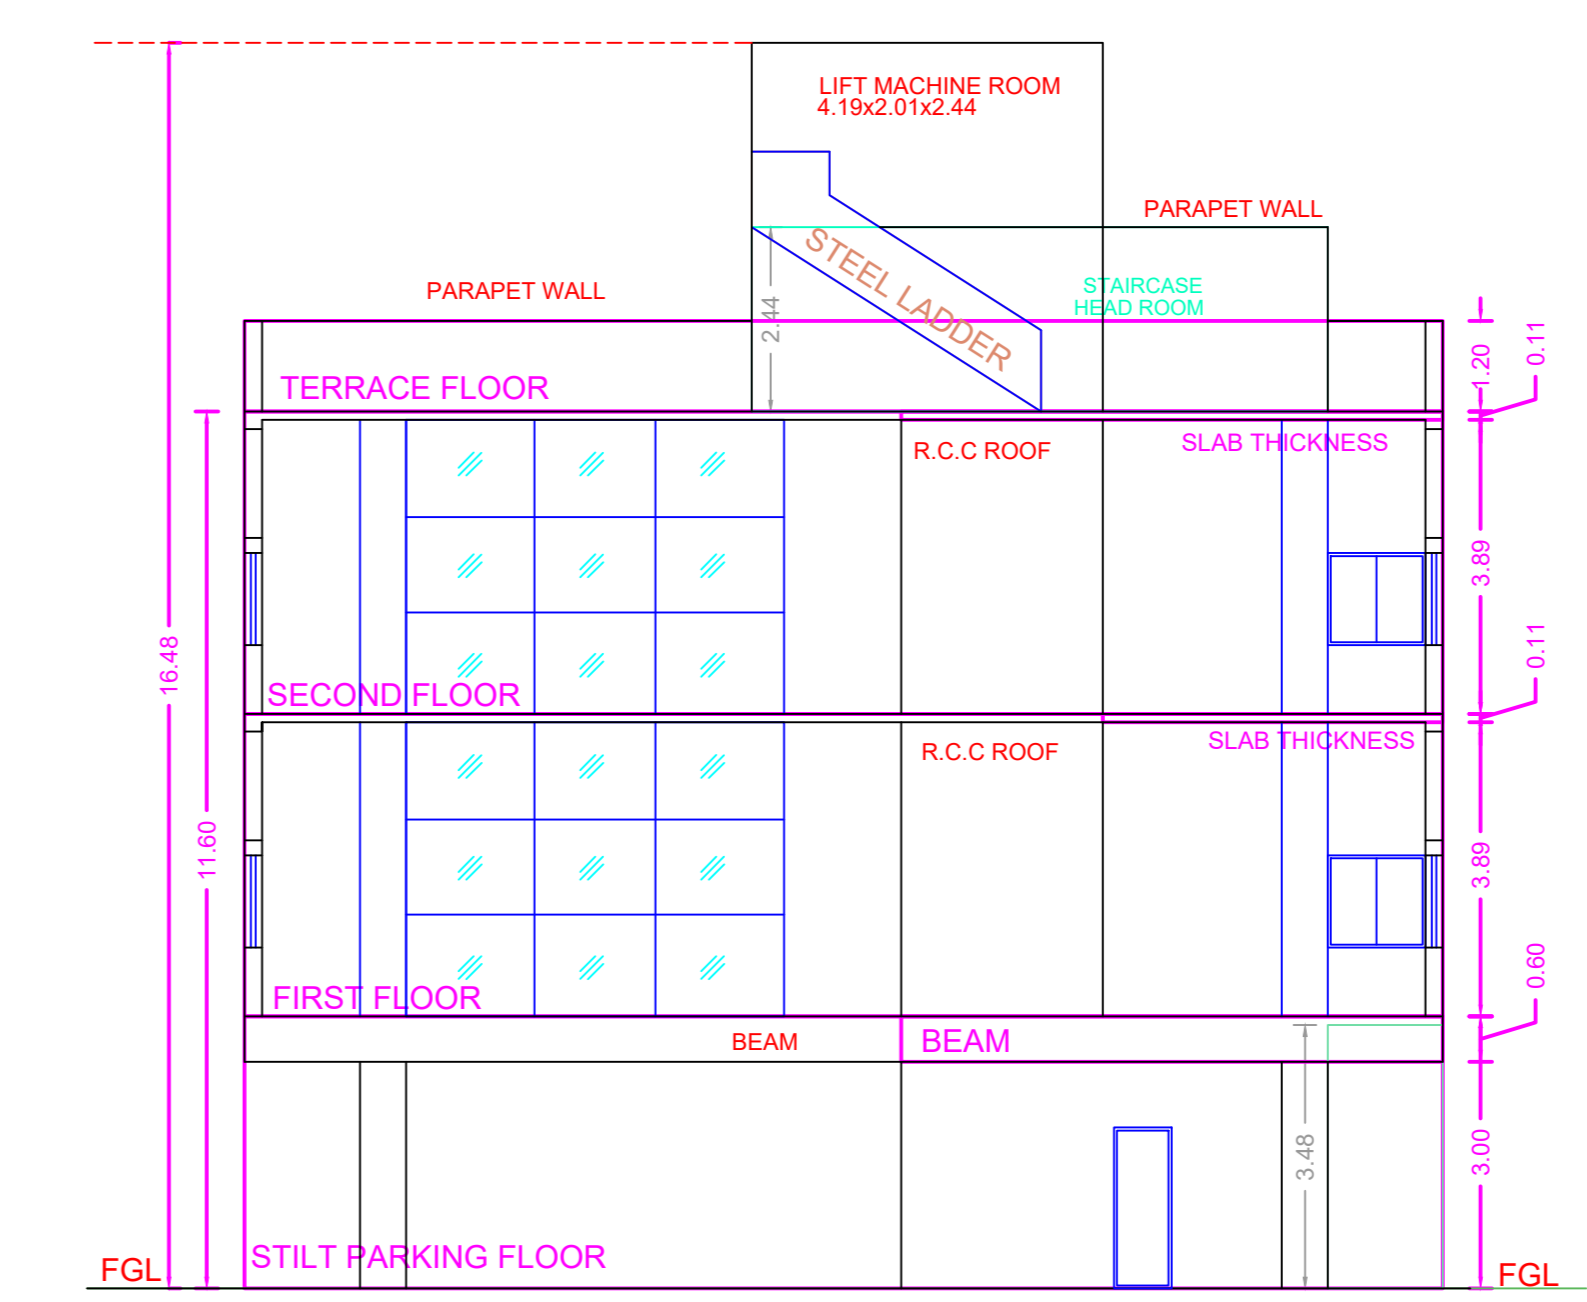 LIFT MACHINE ROOM
4.19x2.01x2.44
PARAPET WALL
STEEL LADDER
STAIRCASE
HEAD ROOM
PARAPET WALL
2.44
1.20
0.11
TERRACE FLOOR
R.C.C ROOF
SLAB THICKNESS
3.89
16.48
0.11
SECOND FLOOR
R.C.C ROOF
SLAB THICKNESS
11.60
3.89
0.60
FIRST FLOOR
BEAM
BEAM
3.48
3.00
STILT PARKING FLOOR
FGL
FGL